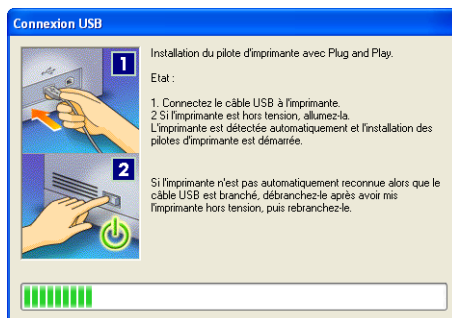 Connexion USB
1
Installation du pilote d'imprimante avec Plug and Play.
Etat :
1. Connectez le câble USB à l'imprimante.
2 Si l'imprimante est hors tension, allumez-la.
L'imprimante est détectée automatiquement et l'installation des
pilotes d'imprimante est démarrée.
2
Si l'imprimante n'est pas automatiquement reconnue alors que le
câble USB est branché, débranchez-le après avoir mis
l'imprimante hors tension, puis rebranchez-le.